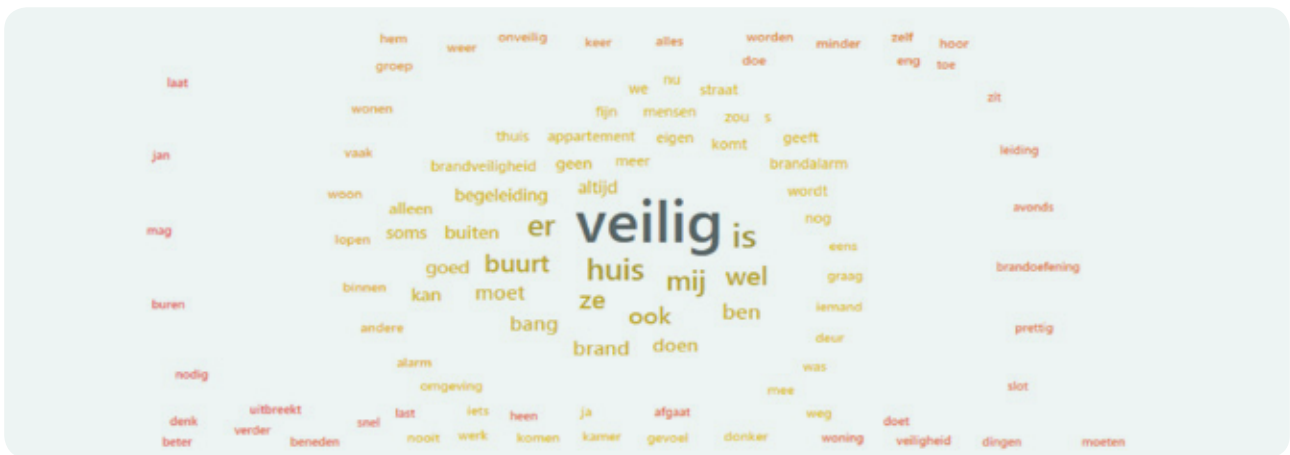 hem weer onveilig keer alles worden minder zelf hoor
groep doe eng toe
laat we nu straat zit
wonen fijn mensen zou s
thuis appartement eigen komt geeft
jan vaak brandveiligheid geen meer brandalarm leiding
woon begeleiding altijd wordt
alleen veilig nog avonds
mag lopen soms buiten er is eens
goed buurt huis mij wel graag brandoefening
binnen kan moet ze iemand
buren andere bang ook ben deur prettig
brand doen
nodig alarm was
omgeving mee slot
denk uitbreekt snel last iets heen ja afgaat weg doet
verder
beter beneden nooit werk komen kamer gevoel donker woning veiligheid dingen moeten